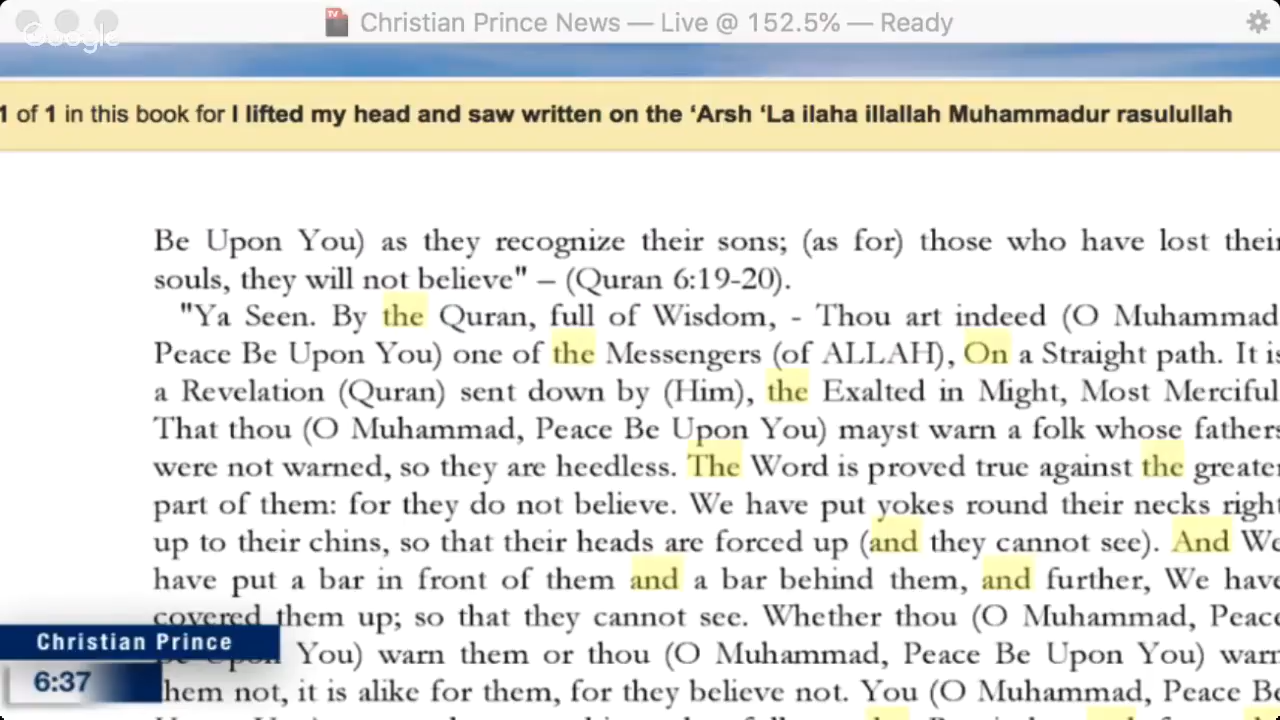 Christian Prince News — Live @ 152.5% — Ready
Google
1 of 1 in this book for I lifted my head and saw written on the ‘Arsh ‘La ilaha illallah Muhammadur rasulullah
Be Upon You) as they recognize their sons; (as for) those who have lost their
souls, they will not believe" – (Quran 6:19-20).
"Ya Seen. By the Quran, full of Wisdom, - Thou art indeed (O Muhammad,
Peace Be Upon You) one of the Messengers (of ALLAH), On a Straight path. It is
a Revelation (Quran) sent down by (Him), the Exalted in Might, Most Merciful.
That thou (O Muhammad, Peace Be Upon You) mayst warn a folk whose fathers
were not warned, so they are heedless. The Word is proved true against the greater
part of them: for they do not believe. We have put yokes round their necks right
up to their chins, so that their heads are forced up (and they cannot see). And We
have put a bar in front of them and a bar behind them, and further, We have
covered them up; so that they cannot see. Whether thou (O Muhammad, Peace
Be Upon You) warn them or thou (O Muhammad, Peace Be Upon You) warn
them not, it is alike for them, for they believe not. You (O Muhammad, Peace Be
Christian Prince
6:37